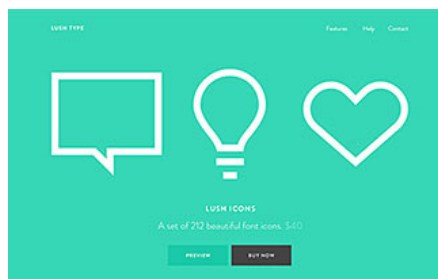 LUSH TYPE
Features Help Contact
LUSH ICONS
A set of 212 beautiful font icons. $40
PREVIEW BUY NOW